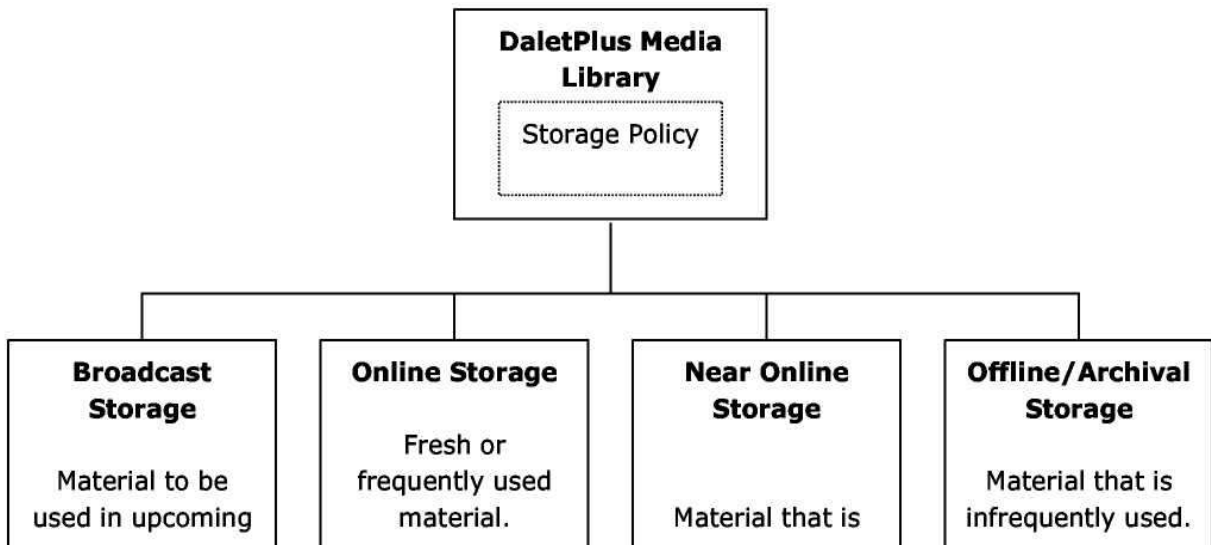 DaletPlus Media
Library
Storage Policy
Broadcast
Storage
Material to be
used in upcoming
Online Storage
Fresh or
frequently used
material.
Near Online
Storage
Material that is
Offline/Archival
Storage
Material that is
infrequently used.